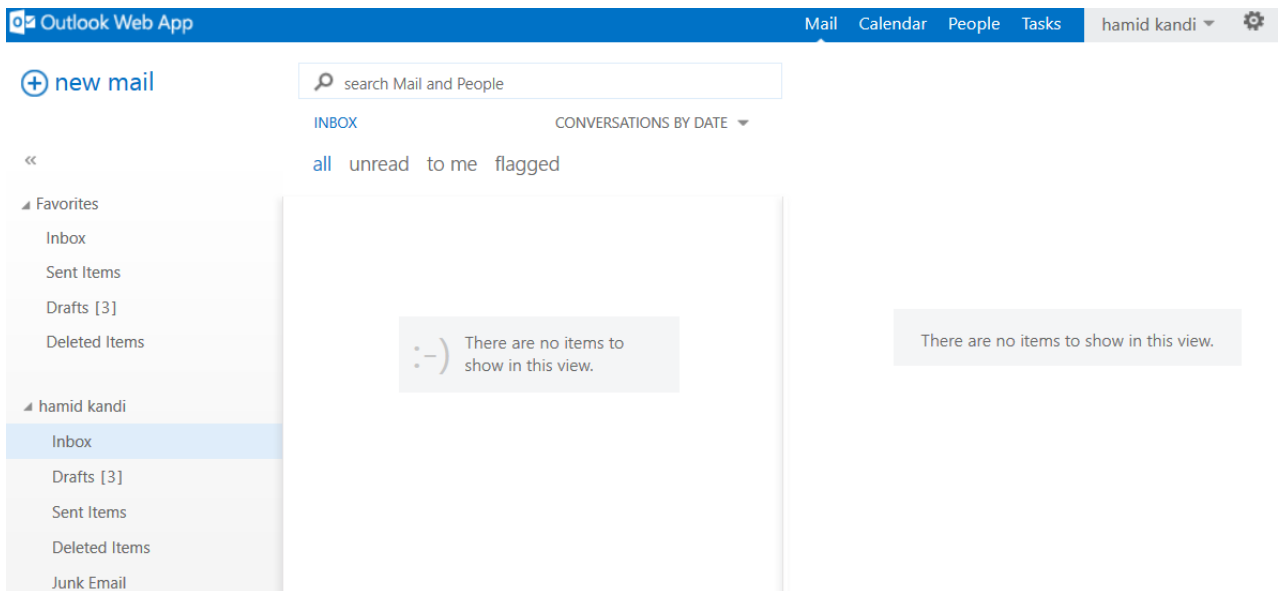 Outlook Web App
Mail Calendar People Tasks hamid kandi
new mail
search Mail and People
INBOX CONVERSATIONS BY DATE
all unread to me flagged
Favorites
Inbox
Sent Items
Drafts [3]
Deleted Items
hamid kandi
Inbox
Drafts [3]
Sent Items
Deleted Items
Junk Email
:-)
There are no items to
show in this view.
There are no items to show in this view.